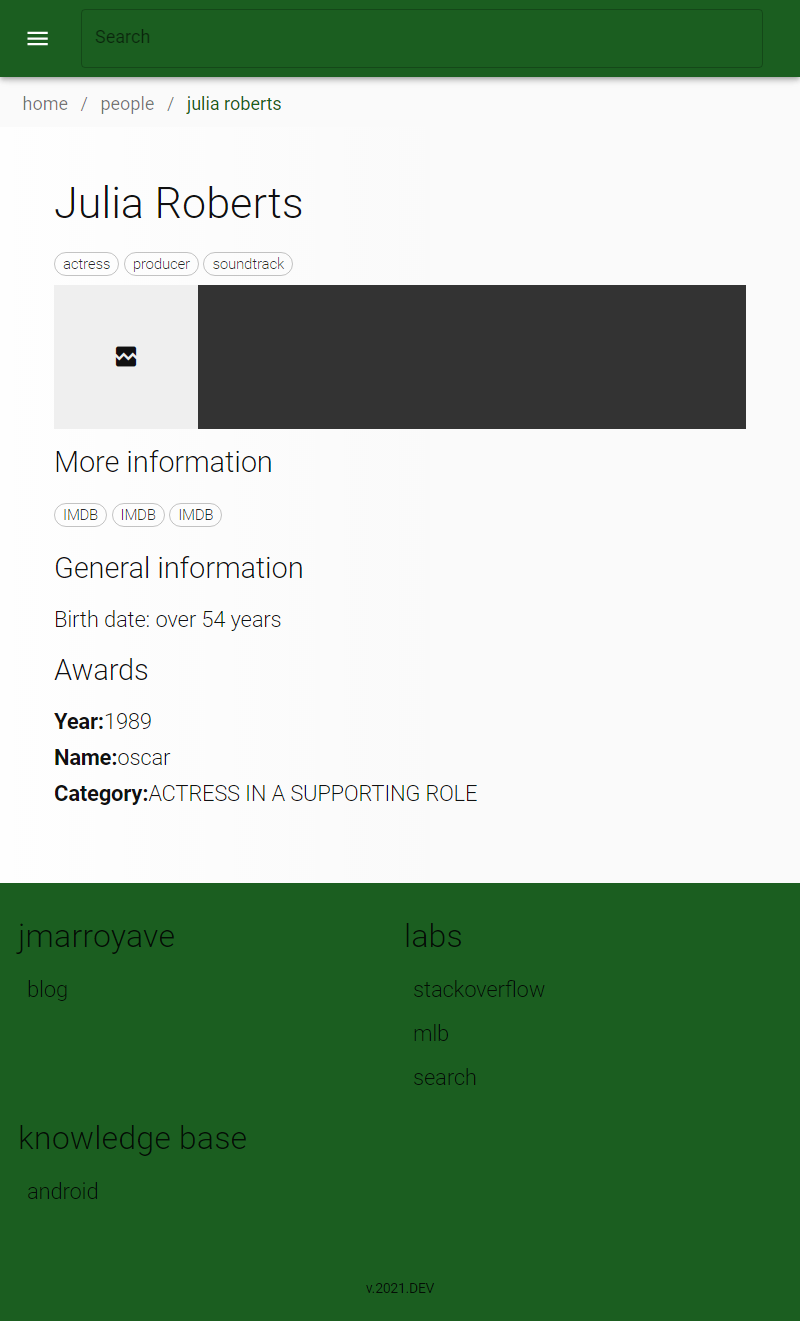 Search
home / people / julia roberts
Julia Roberts
actress producer soundtrack
More information
IMDB IMDB IMDB
General information
Birth date: over 54 years
Awards
Year:1989
Name:oscar
Category:ACTRESS IN A SUPPORTING ROLE
jmarroyave
blog
labs
stackoverflow
mlb
search
knowledge base
android
v.2021.DEV